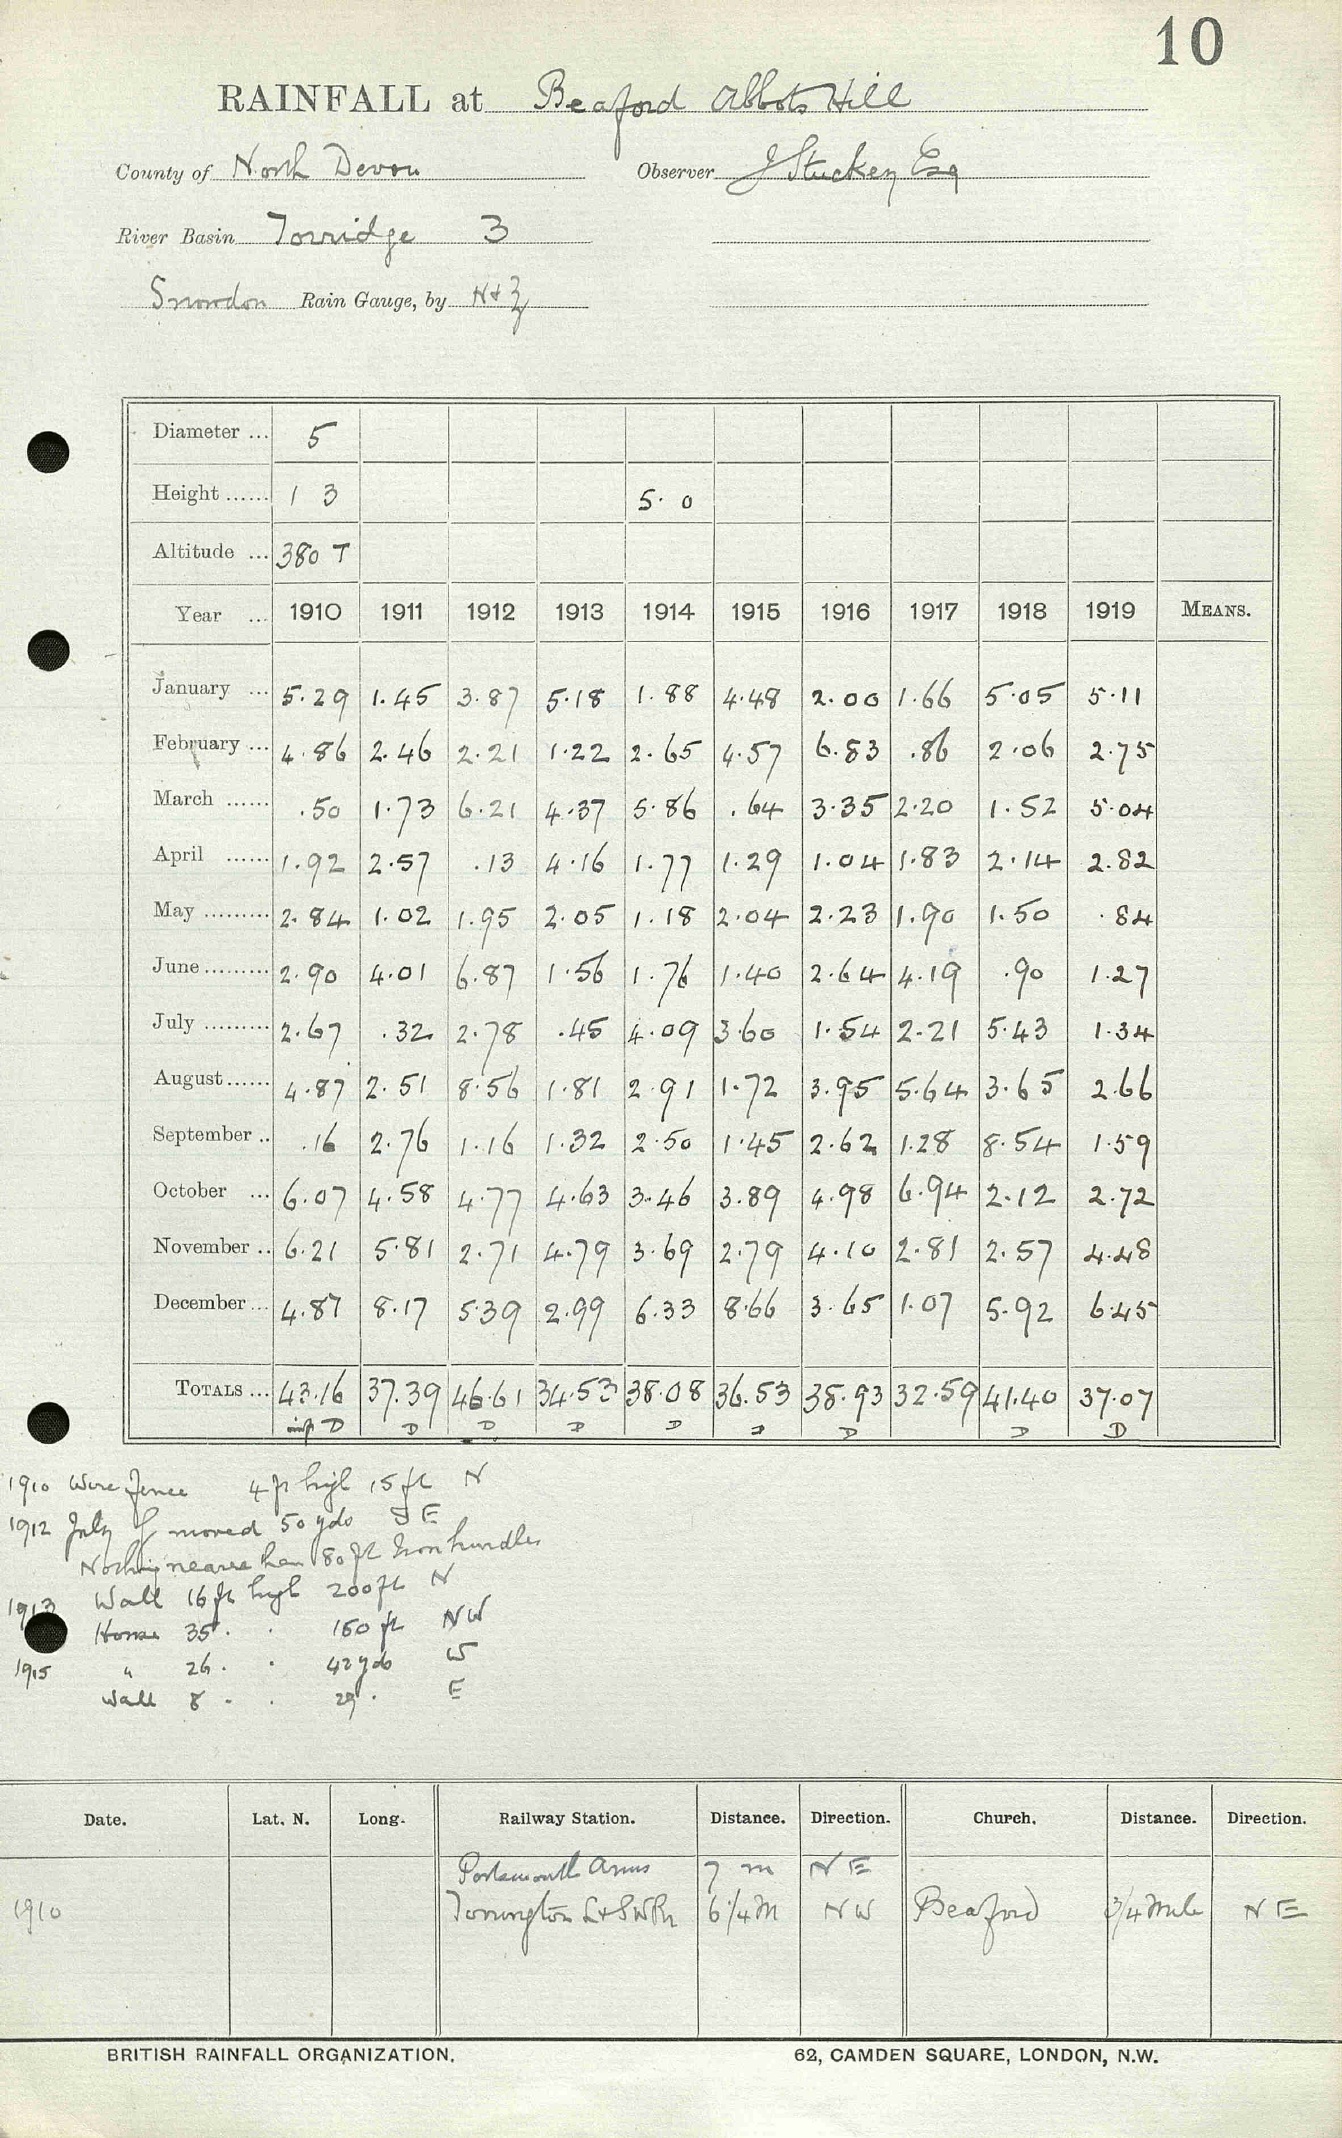 10
RAINFALL at Beaford Abbots Hill
County of North Devon Observer J Stuckey Esq
River Basin Torridge 3
Snowdon Rain Gauge, by N & Z
Diameter ... 5
Height ...... 1 3 5. 0
Altitude ... 380 T
Year ... 1910 1911 1912 1913 1914 1915 1916 1917 1918 1919 MEANS.
January ... 5.29 1.45 3.87 5.18 1.88 4.48 2.00 1.66 5.05 5.11
February ... 4.86 2.46 2.21 1.22 2.65 4.57 6.83 .86 2.06 2.75
March ...... .50 1.73 6.21 4.37 5.86 .64 3.35 2.20 1.52 5.04
April ...... 1.92 2.57 .13 4.16 1.77 1.29 1.04 1.83 2.14 2.82
May ......... 2.84 1.02 1.95 2.05 1.18 2.04 2.23 1.90 1.50 .84
June ......... 2.90 4.01 6.87 1.56 1.76 1.40 2.64 4.19 .90 1.27
July ......... 2.67 .32 2.78 .45 4.09 3.60 1.54 2.21 5.43 1.34
August ...... 4.87 2.51 8.56 1.81 2.91 1.72 3.95 5.64 3.65 2.66
September .. .16 2.76 1.16 1.32 2.50 1.45 2.62 1.28 8.54 1.59
October ... 6.07 4.58 4.77 4.63 3.46 3.89 4.98 6.94 2.12 2.72
November .. 6.21 5.81 2.71 4.79 3.69 2.79 4.10 2.81 2.57 4.48
December ... 4.87 8.17 5.39 2.99 6.33 8.66 3.65 1.07 5.92 6.45
TOTALS ... 43.16 37.39 46.61 34.53 38.08 36.53 38.93 32.59 41.40 37.07
D D D D D D D D D
1910 Wire fence 4 ft high 15 ft N
1912 July moved 50 yds S E
Nothing nearer than 80 ft Iron hurdles
1913 Wall 16 ft high 200 ft N
House 35 . . 150 ft NW
1915 " 26 . . 42 yds W
Wall 8 . . 29 . E
Date. Lat. N. Long. Railway Station. Distance. Direction. Church. Distance. Direction.
Portsmouth Arms 7 m N E
1910 Torrington L & SWRy 6 1/4 M N W Beaford 3/4 Mile N E
BRITISH RAINFALL ORGANIZATION. 62, CAMDEN SQUARE, LONDON, N.W.